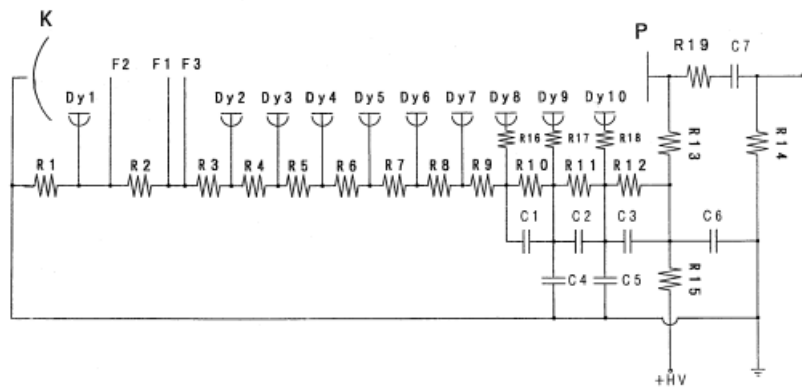 K
P
R19 C7
F2 F1 F3
Dy1 Dy2 Dy3 Dy4 Dy5 Dy6 Dy7 Dy8 Dy9 Dy10
R16 R17 R18
R13 R14
R1 R2 R3 R4 R5 R6 R7 R8 R9 R10 R11 R12
C1 C2 C3 C6
C4 C5 R15
+HV